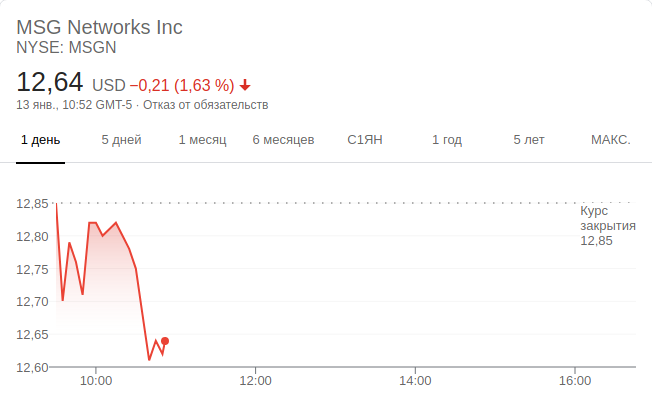 MSG Networks Inc
NYSE: MSGN
12,64 USD −0,21 (1,63 %)
13 янв., 10:52 GMT-5 · Отказ от обязательств
1 день 5 дней 1 месяц 6 месяцев С1ЯН 1 год 5 лет МАКС.
12,85
12,80
12,75
12,70
12,65
12,60
Курс
закрытия
12,85
10:00 12:00 14:00 16:00